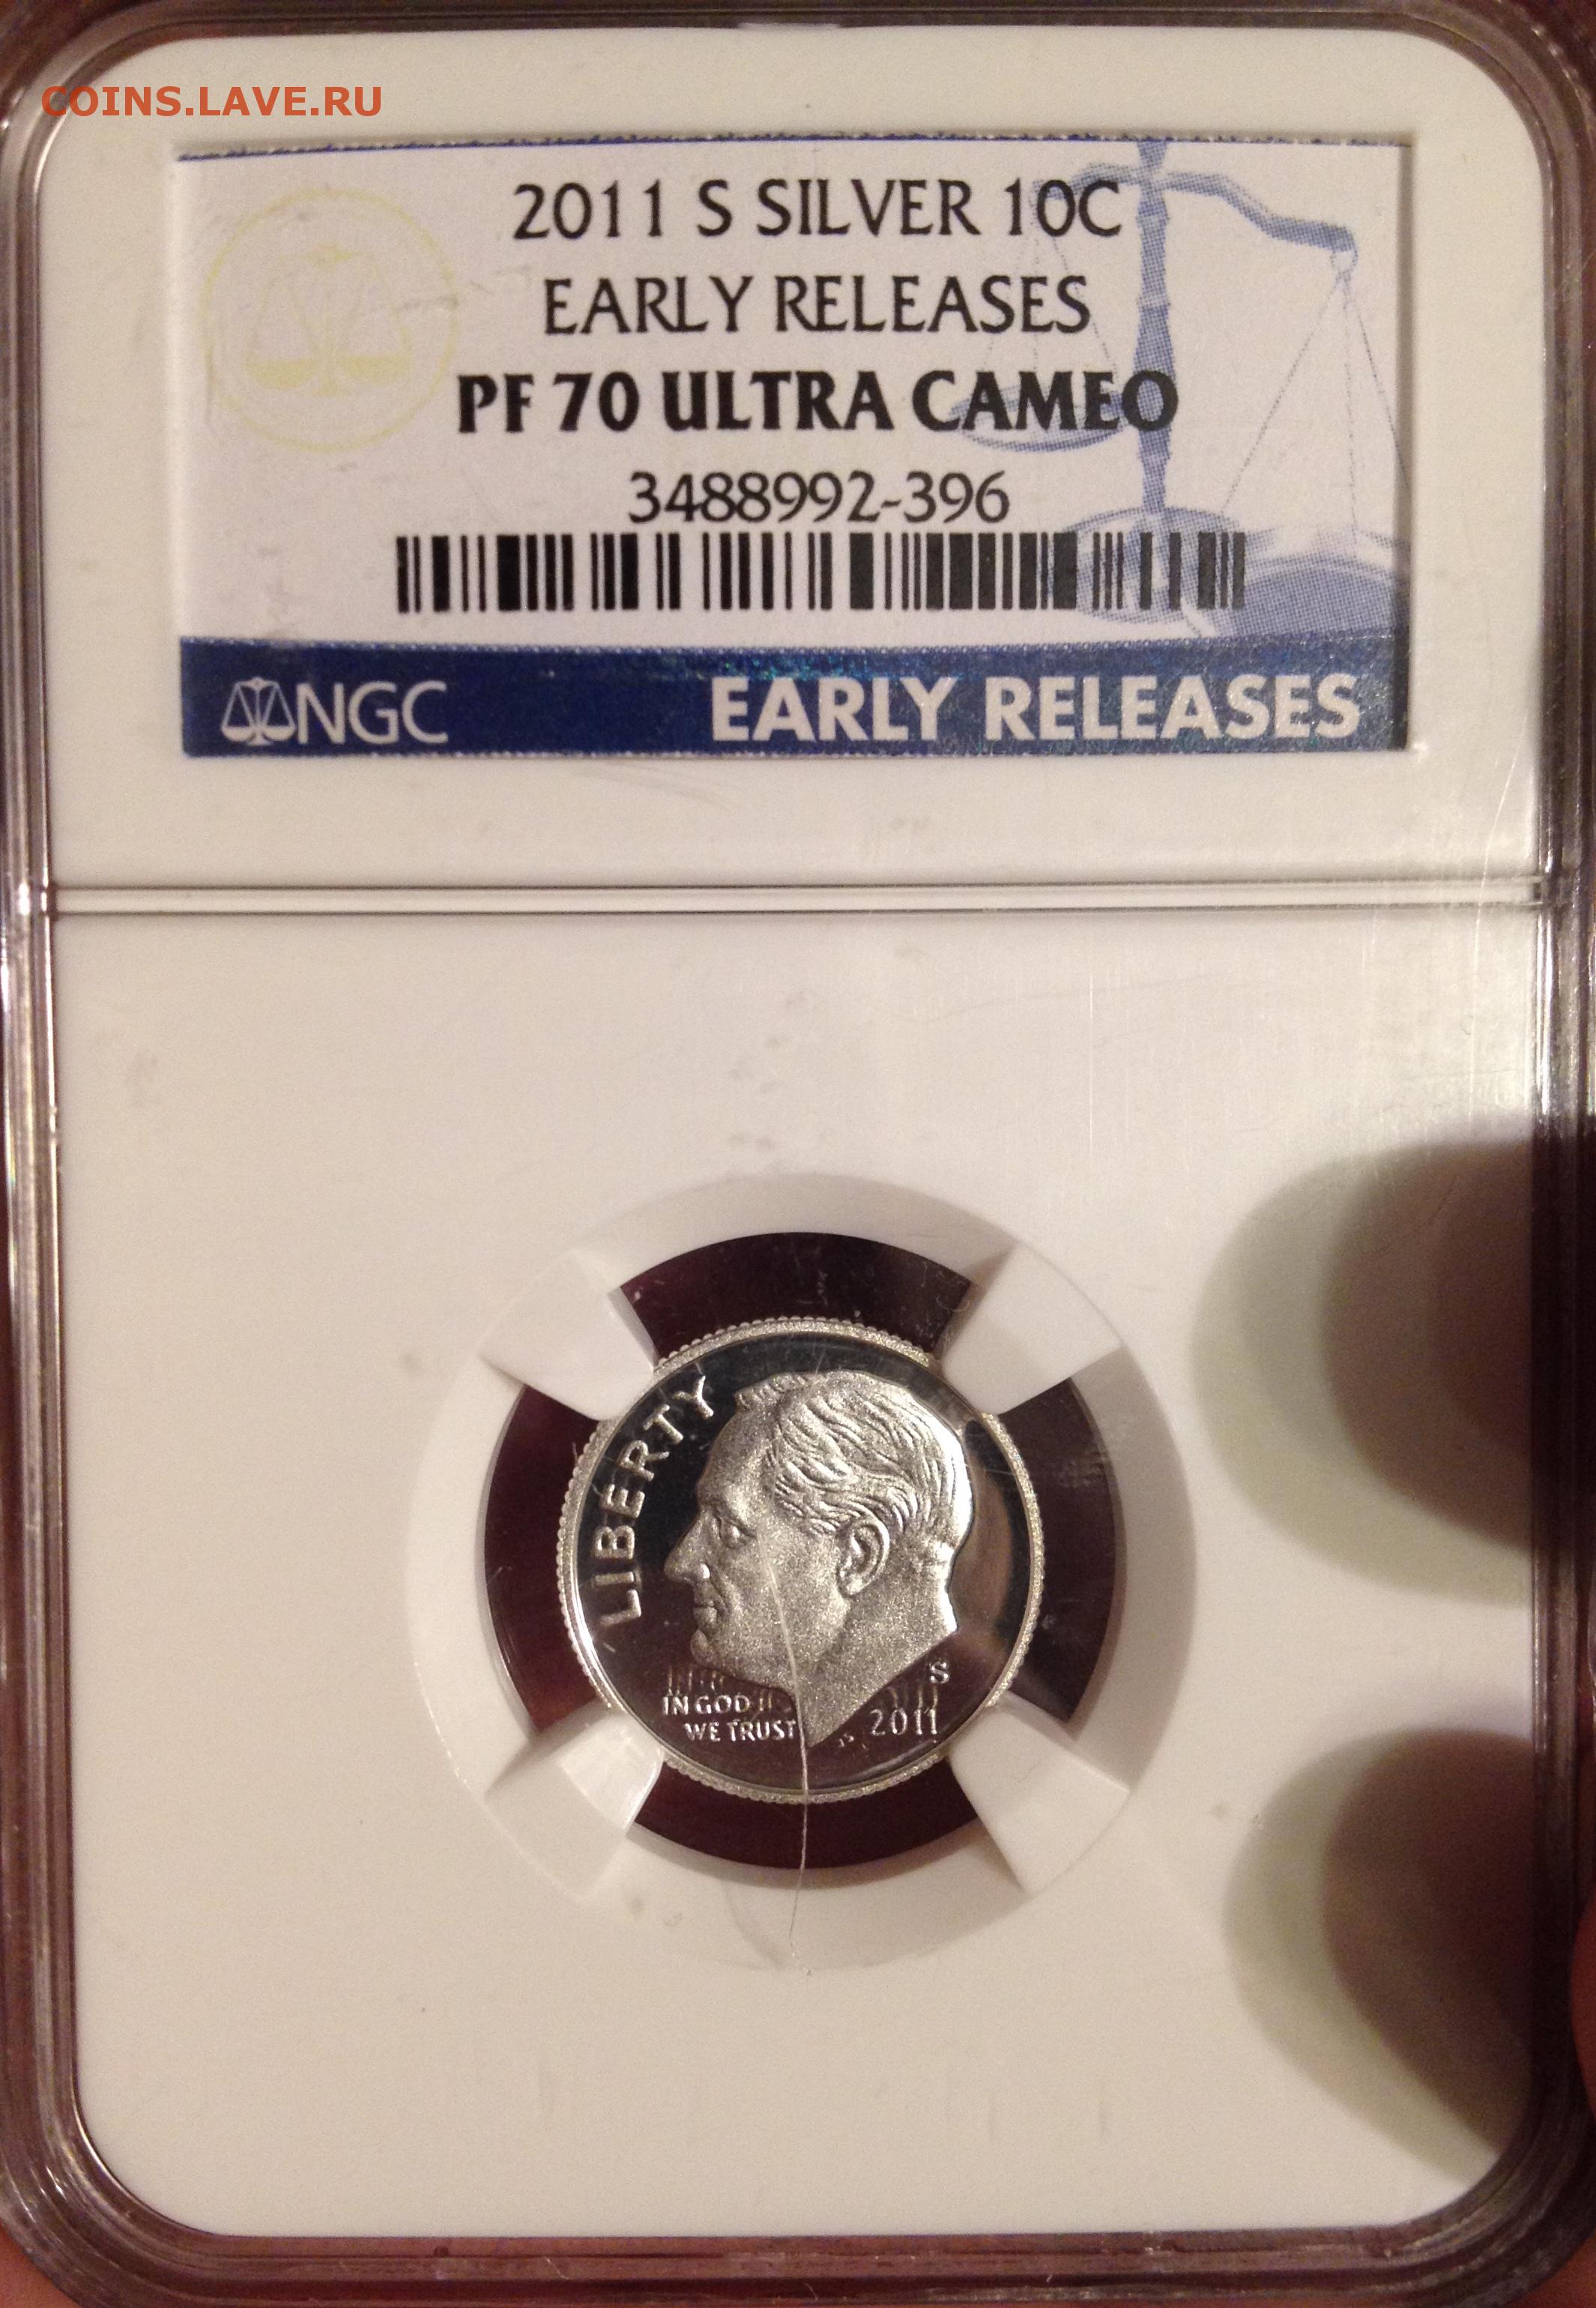 COINS.LAVE.RU
2011 S SILVER 10C
EARLY RELEASES
PF 70 ULTRA CAMEO
3488992-396
NGC EARLY RELEASES
LIBERTY
S
IN GOD
WE TRUST JS 2011